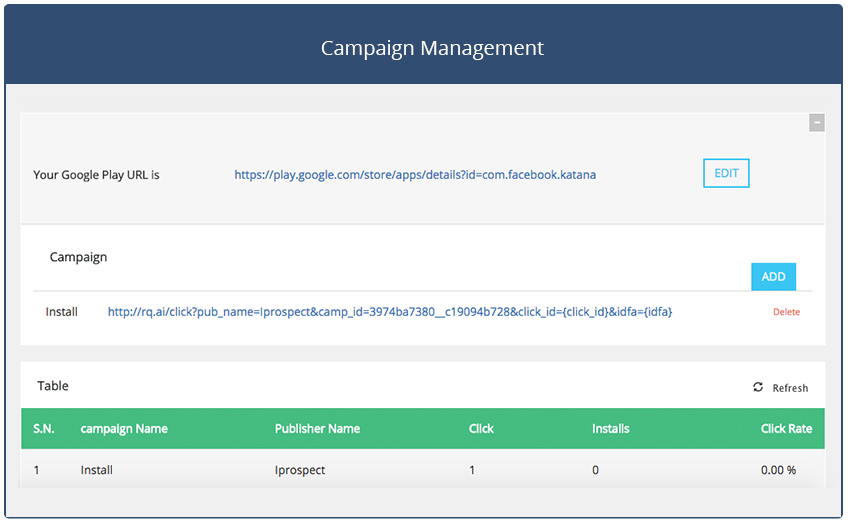 Campaign Management
-
Your Google Play URL is https://play.google.com/store/apps/details?id=com.facebook.katana EDIT
Campaign
ADD
Install http://rq.ai/click?pub_name=Iprospect&camp_id=3974ba7380__c19094b728&click_id={click_id}&idfa={idfa} Delete
Table Refresh
S.N. campaign Name Publisher Name Click Installs Click Rate
1 Install Iprospect 1 0 0.00 %